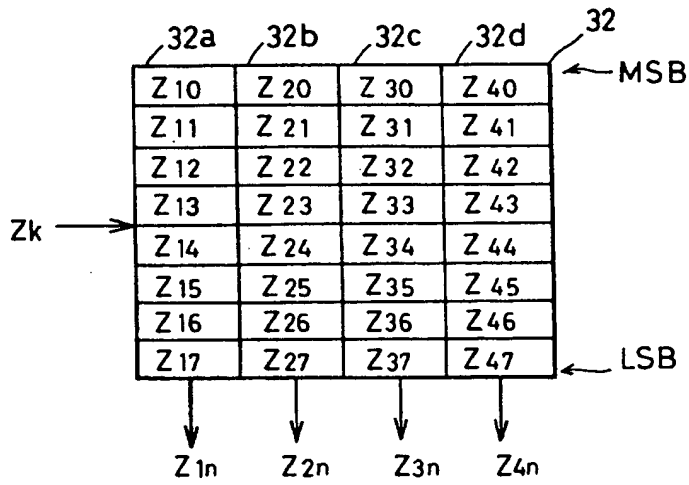 32a 32b 32c 32d 32
Z10 Z20 Z30 Z40 MSB
Z11 Z21 Z31 Z41
Z12 Z22 Z32 Z42
Z13 Z23 Z33 Z43
Zk
Z14 Z24 Z34 Z44
Z15 Z25 Z35 Z45
Z16 Z26 Z36 Z46
Z17 Z27 Z37 Z47 LSB
Z1n Z2n Z3n Z4n